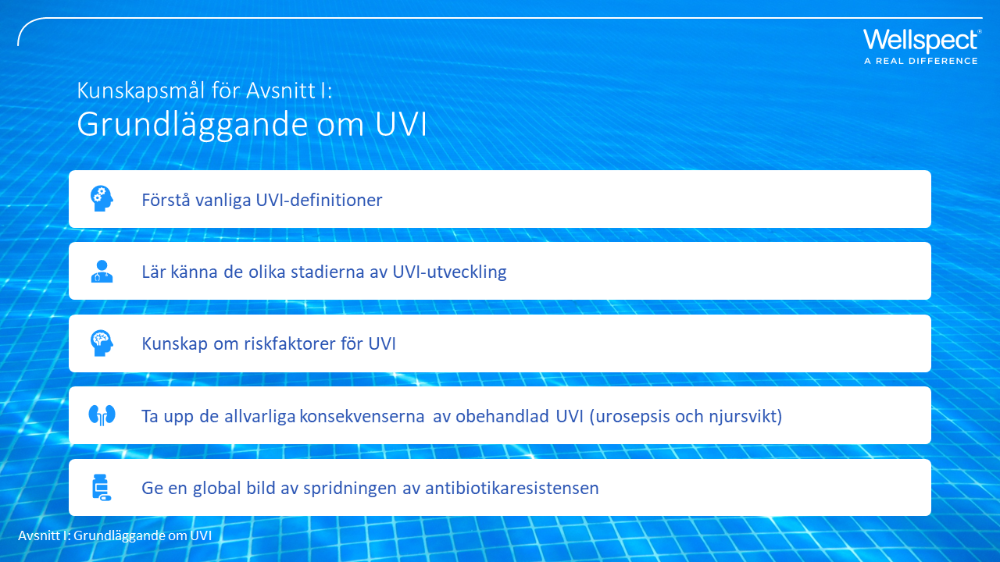 Wellspect®
A REAL DIFFERENCE
Kunskapsmål för Avsnitt I:
Grundläggande om UVI
Förstå vanliga UVI-definitioner
Lär känna de olika stadierna av UVI-utveckling
Kunskap om riskfaktorer för UVI
Ta upp de allvarliga konsekvenserna av obehandlad UVI (urosepsis och njursvikt)
Ge en global bild av spridningen av antibiotikaresistensen
Avsnitt I: Grundläggande om UVI